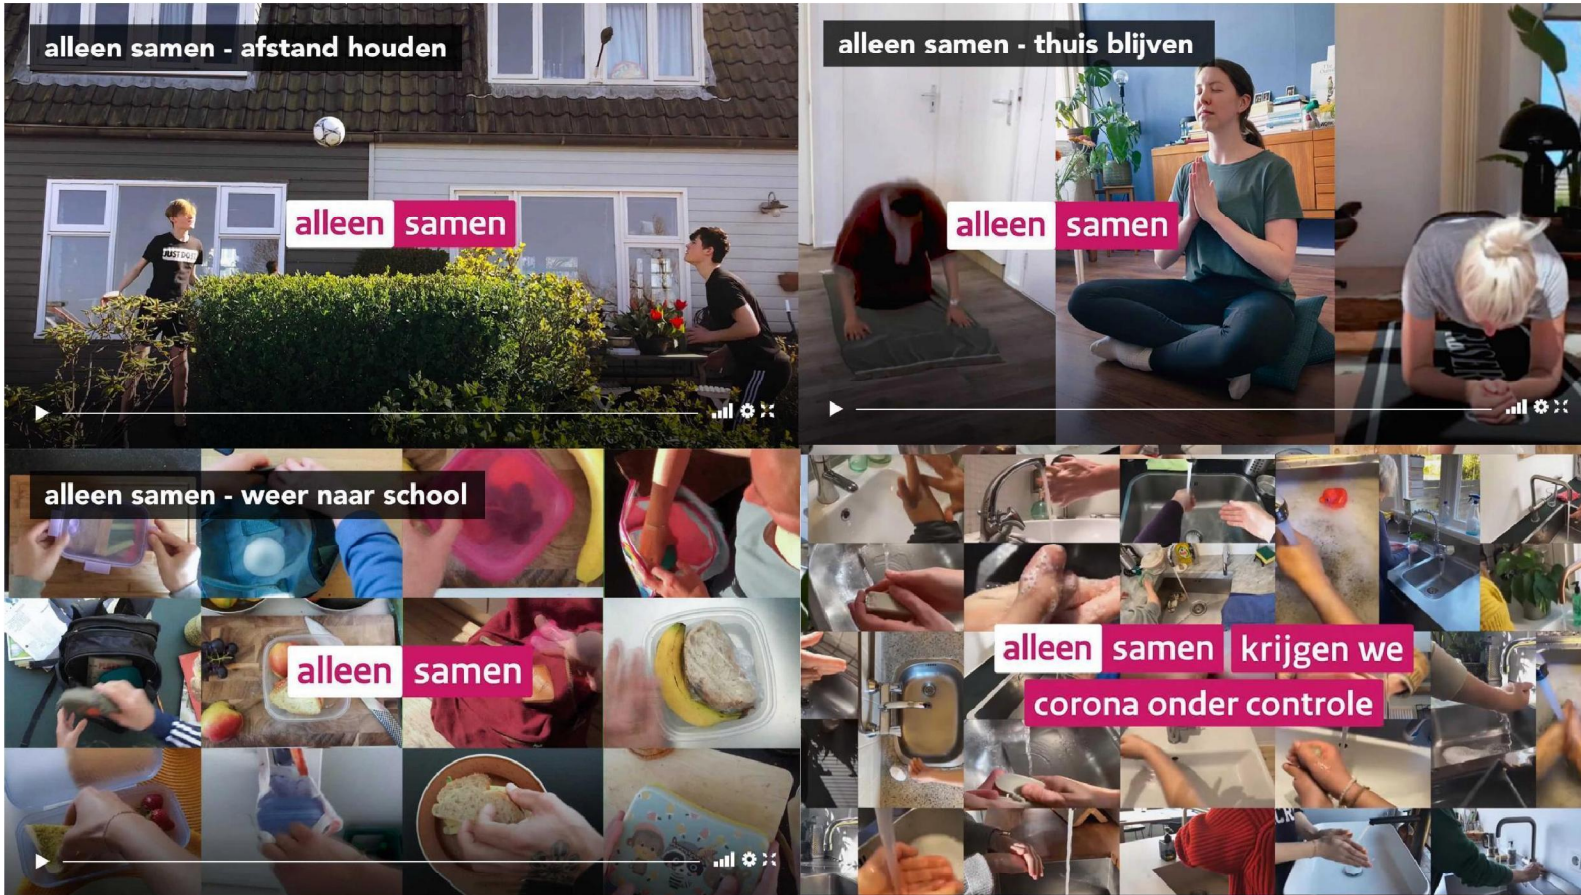 alleen samen - afstand houden
JUST DO IT
alleen samen
alleen samen - thuis blijven
alleen samen
alleen samen - weer naar school
alleen samen
alleen samen krijgen we
corona onder controle